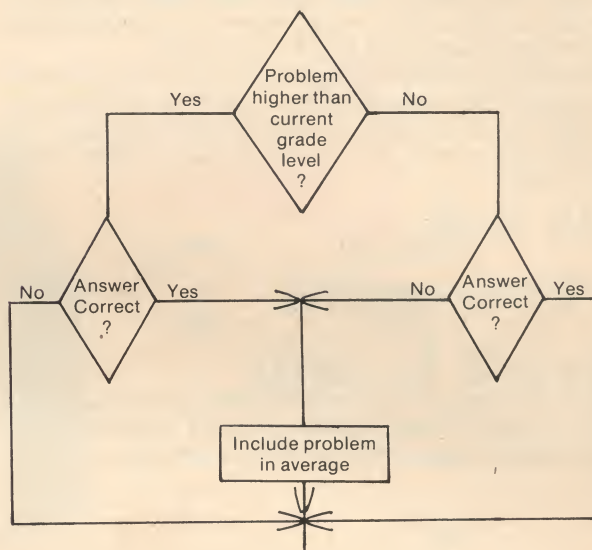 Problem
higher than
current
grade
level
?
Yes
No
No
Answer
Correct
?
Yes
No
Answer
Correct
?
Yes
Include problem
in average